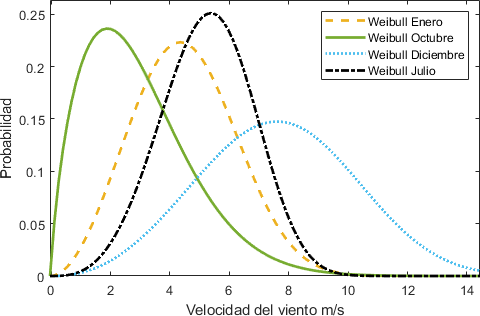 Weibull Enero
Weibull Octubre
Weibull Diciembre
Weibull Julio
Probabilidad
0.25
0.2
0.15
0.1
0.05
0
0 2 4 6 8 10 12 14
Velocidad del viento m/s